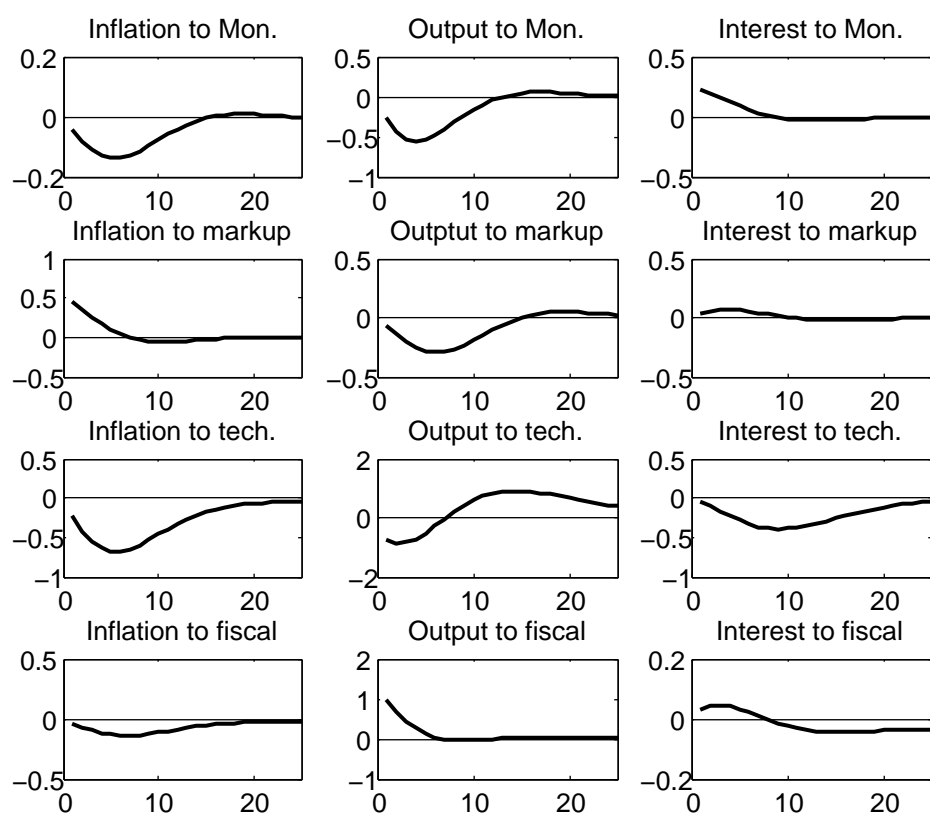 Inflation to Mon. Output to Mon. Interest to Mon.
0.2 0.5 0.5
0 0 0
−0.2 −0.5 −0.5
−1
0 10 20 0 10 20 0 10 20
Inflation to markup Outptut to markup Interest to markup
1 0.5 0.5
0.5 0 0
0 −0.5 −0.5
−0.5
0 10 20 0 10 20 0 10 20
Inflation to tech. Output to tech. Interest to tech.
0.5 2 0.5
0 0 0
−0.5 −2 −0.5
−1 −1
0 10 20 0 10 20 0 10 20
Inflation to fiscal Output to fiscal Interest to fiscal
0.5 2 0.2
0 1 0
−0.5 0 −0.2
−1
0 10 20 0 10 20 0 10 20